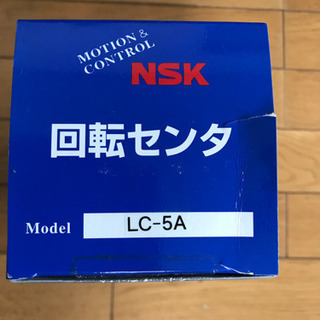 MOTION &
CONTROL
NSK
回転センタ
Model LC-5A